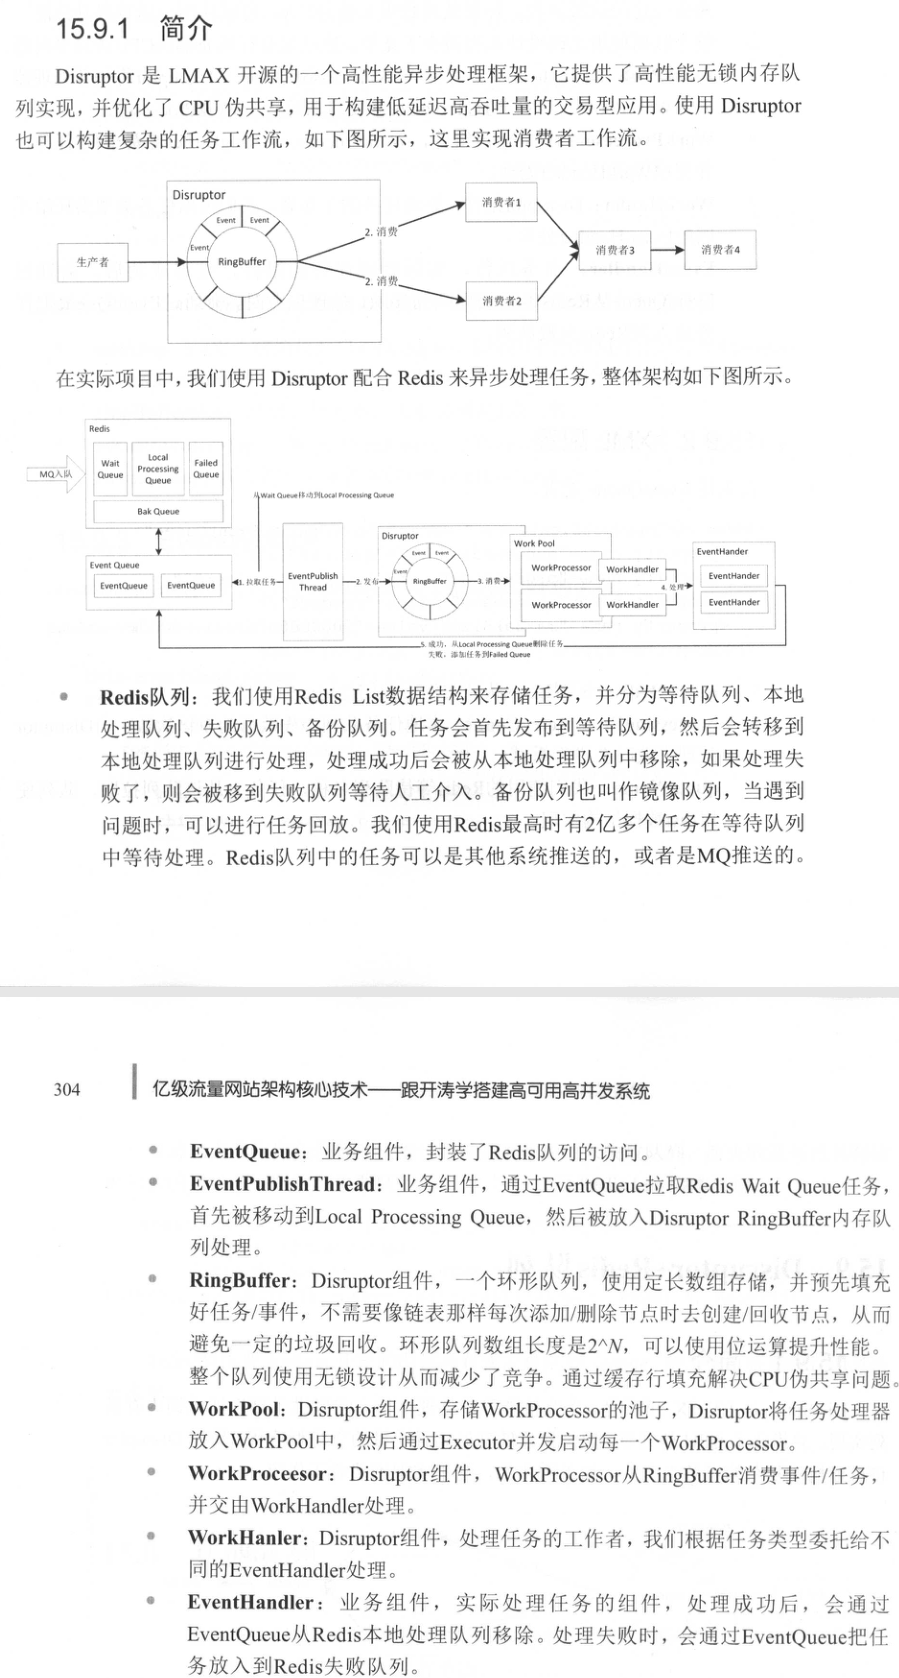 15.9.1 简介
Disruptor 是 LMAX 开源的一个高性能异步处理框架，它提供了高性能无锁内存队
列实现，并优化了 CPU 伪共享，用于构建低延迟高吞吐量的交易型应用。使用 Disruptor
也可以构建复杂的任务工作流，如下图所示，这里实现消费者工作流。
Disruptor
Event
Event
Event
RingBuffer
生产者
2. 消费
2. 消费
消费者1
消费者2
消费者3
消费者4
在实际项目中，我们使用 Disruptor 配合 Redis 来异步处理任务，整体架构如下图所示。
Redis
MQ入队
Wait
Queue
Local
Processing
Queue
Failed
Queue
Bak Queue
从Wait Queue移动到Local Processing Queue
Event Queue
EventQueue
EventQueue
1. 拉取任务
EventPublish
Thread
2. 发布
Disruptor
Event
Event
Event
RingBuffer
3. 消费
Work Pool
WorkProcessor
WorkHandler
WorkProcessor
WorkHandler
4. 处理
EventHander
EventHander
EventHander
5. 成功，从Local Processing Queue删除任务
失败，添加任务到Failed Queue
Redis队列：我们使用Redis List数据结构来存储任务，并分为等待队列、本地
处理队列、失败队列、备份队列。任务会首先发布到等待队列，然后会转移到
本地处理队列进行处理，处理成功后会被从本地处理队列中移除，如果处理失
败了，则会被移到失败队列等待人工介入。备份队列也叫作镜像队列，当遇到
问题时，可以进行任务回放。我们使用Redis最高时有2亿多个任务在等待队列
中等待处理。Redis队列中的任务可以是其他系统推送的，或者是MQ推送的。
304 亿级流量网站架构核心技术——跟开涛学搭建高可用高并发系统
EventQueue：业务组件，封装了Redis队列的访问。
EventPublishThread：业务组件，通过EventQueue拉取Redis Wait Queue任务，
首先被移动到Local Processing Queue，然后被放入Disruptor RingBuffer内存队
列处理。
RingBuffer：Disruptor组件，一个环形队列，使用定长数组存储，并预先填充
好任务/事件，不需要像链表那样每次添加/删除节点时去创建/回收节点，从而
避免一定的垃圾回收。环形队列数组长度是2^N，可以使用位运算提升性能。
整个队列使用无锁设计从而减少了竞争。通过缓存行填充解决CPU伪共享问题。
WorkPool：Disruptor组件，存储WorkProcessor的池子，Disruptor将任务处理器
放入WorkPool中，然后通过Executor并发启动每一个WorkProcessor。
WorkProceesor：Disruptor组件，WorkProcessor从RingBuffer消费事件/任务，
并交由WorkHandler处理。
WorkHanler：Disruptor组件，处理任务的工作者，我们根据任务类型委托给不
同的EventHandler处理。
EventHandler：业务组件，实际处理任务的组件，处理成功后，会通过
EventQueue从Redis本地处理队列移除。处理失败时，会通过EventQueue把任
务放入到Redis失败队列。